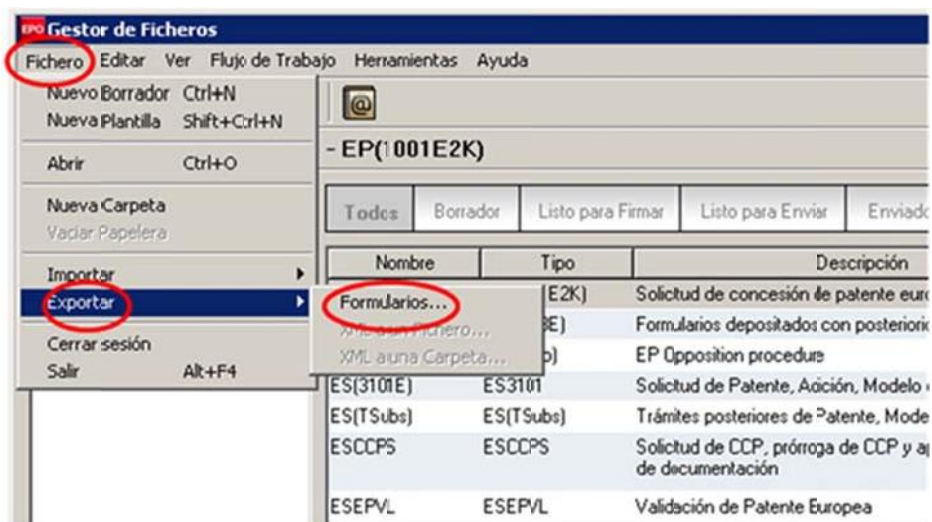 EPO Gestor de Ficheros
Fichero Editar Ver Flujo de Trabajo Herramientas Ayuda
Nuevo Borrador Ctrl+N
Nueva Plantilla Shift+Ctrl+N
Abrir Ctrl+O
Nueva Carpeta
Vaciar Papelera
Importar
Exportar
Cerrar sesión
Salir Alt+F4
Formularios...
XML a un Fichero...
XML a una Carpeta...
- EP(1001E2K)
Todos Borrador Listo para Firmar Listo para Enviar Enviado
Nombre Tipo Descripción
E2K) Solicitud de concesión de patente euro
BE) Formularios depositados con posteriori
p) EP Opposition procedure
ES(3101E) ES3101 Solicitud de Patente, Adición, Modelo
ES(TSubs) ES(TSubs) Trámites posteriores de Patente, Mode
ESCCPS ESCCPS Solicitud de CCP, prórroga de CCP y a
de documentación
ESEPVL ESEPVL Validación de Patente Europea